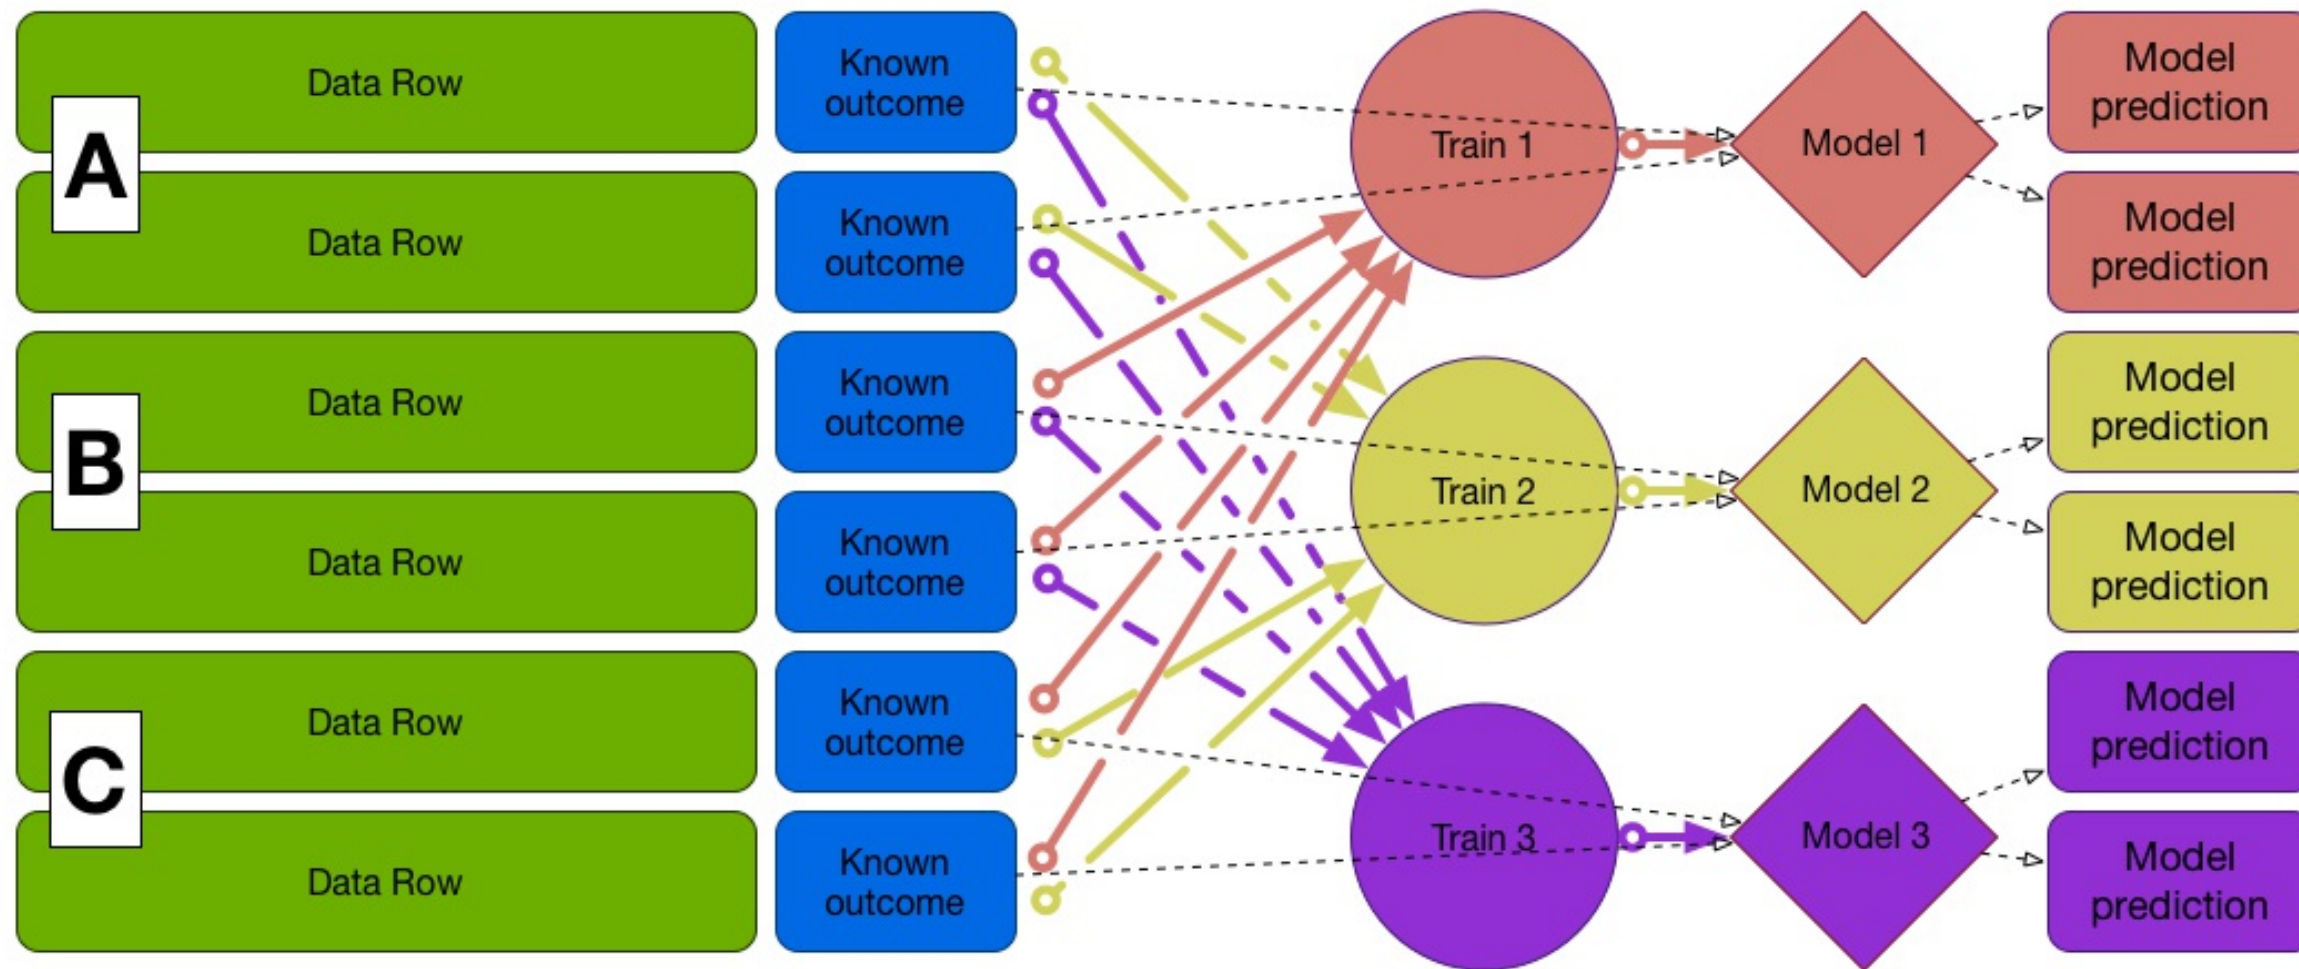 Data Row
Known
outcome
Train 1
Model 1
Model
prediction
A
Data Row
Known
outcome
Model
prediction
Data Row
Known
outcome
Train 2
Model 2
Model
prediction
B
Data Row
Known
outcome
Model
prediction
Data Row
Known
outcome
Train 3
Model 3
Model
prediction
C
Data Row
Known
outcome
Model
prediction